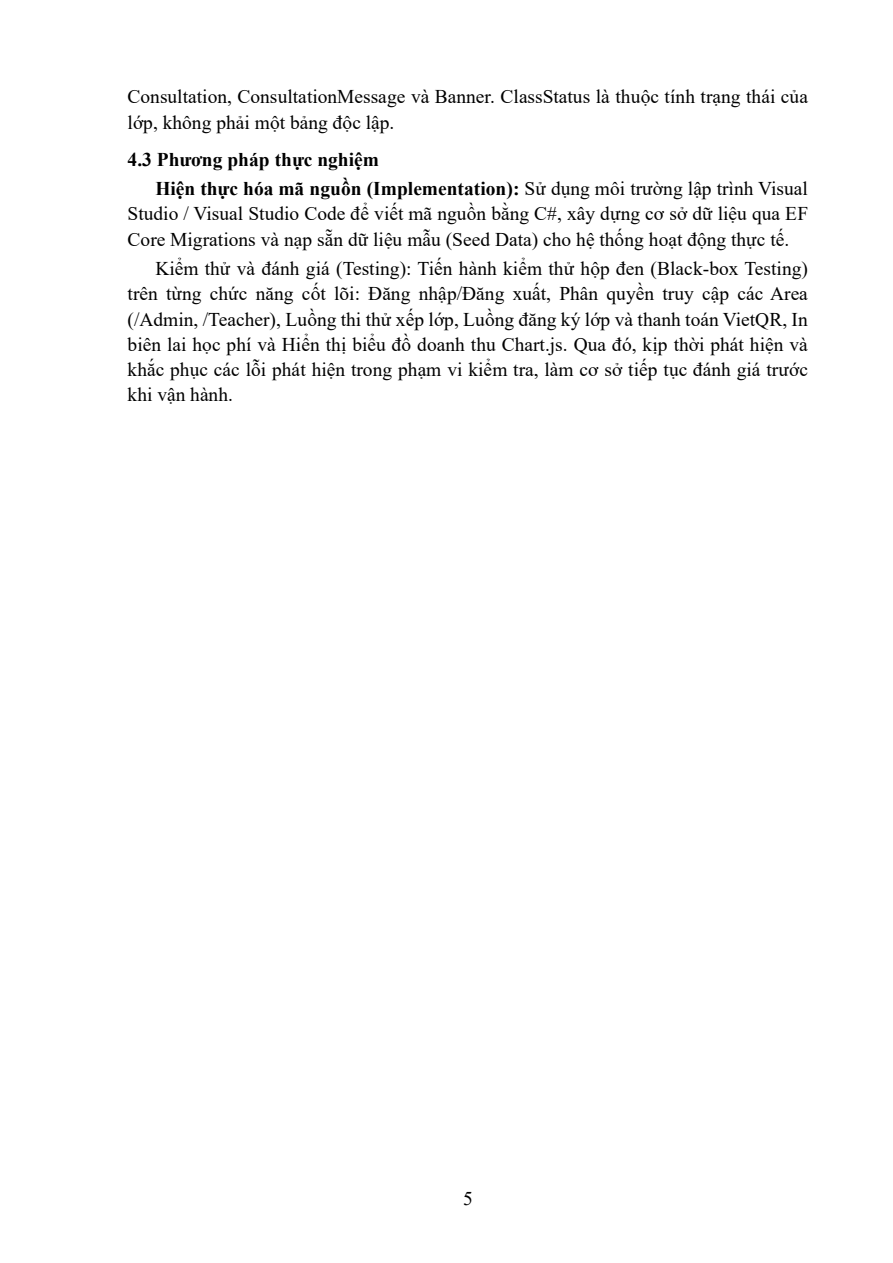 Consultation, ConsultationMessage và Banner. ClassStatus là thuộc tính trạng thái của
lớp, không phải một bảng độc lập.
4.3 Phương pháp thực nghiệm
Hiện thực hóa mã nguồn (Implementation): Sử dụng môi trường lập trình Visual
Studio / Visual Studio Code để viết mã nguồn bằng C#, xây dựng cơ sở dữ liệu qua EF
Core Migrations và nạp sẵn dữ liệu mẫu (Seed Data) cho hệ thống hoạt động thực tế.
Kiểm thử và đánh giá (Testing): Tiến hành kiểm thử hộp đen (Black-box Testing)
trên từng chức năng cốt lõi: Đăng nhập/Đăng xuất, Phân quyền truy cập các Area
(/Admin, /Teacher), Luồng thi thử xếp lớp, Luồng đăng ký lớp và thanh toán VietQR, In
biên lai học phí và Hiển thị biểu đồ doanh thu Chart.js. Qua đó, kịp thời phát hiện và
khắc phục các lỗi phát hiện trong phạm vi kiểm tra, làm cơ sở tiếp tục đánh giá trước
khi vận hành.
5